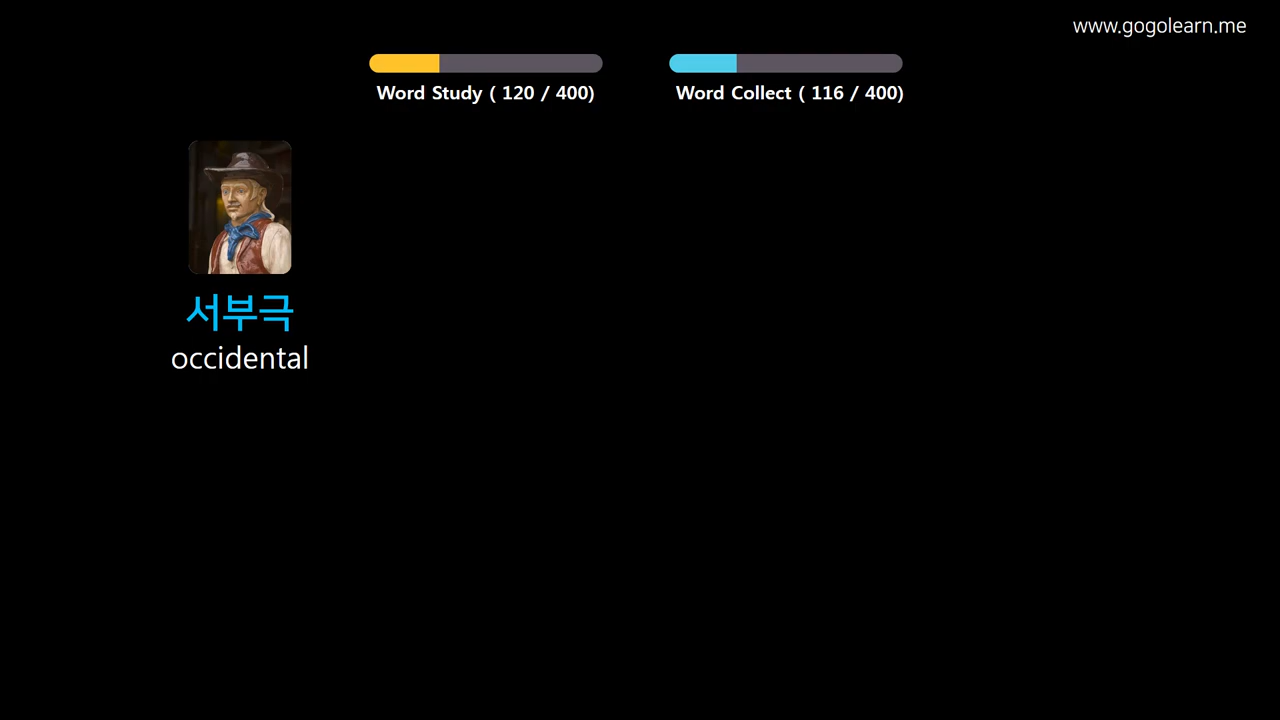 www.gogolearn.me
Word Study ( 120 / 400)
Word Collect ( 116 / 400)
서부극
occidental